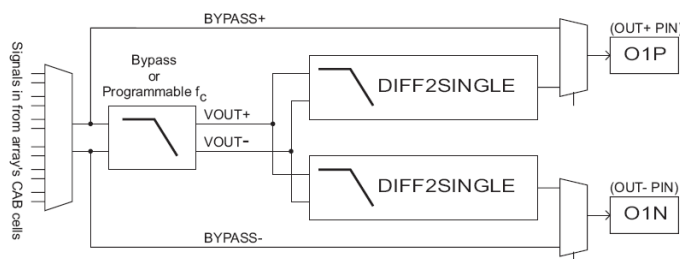 BYPASS+
(OUT+ PIN)
O1P
Signals in from array's CAB cells
Bypass
or
Programmable fc
DIFF2SINGLE
VOUT+
VOUT-
DIFF2SINGLE
(OUT- PIN)
O1N
BYPASS-